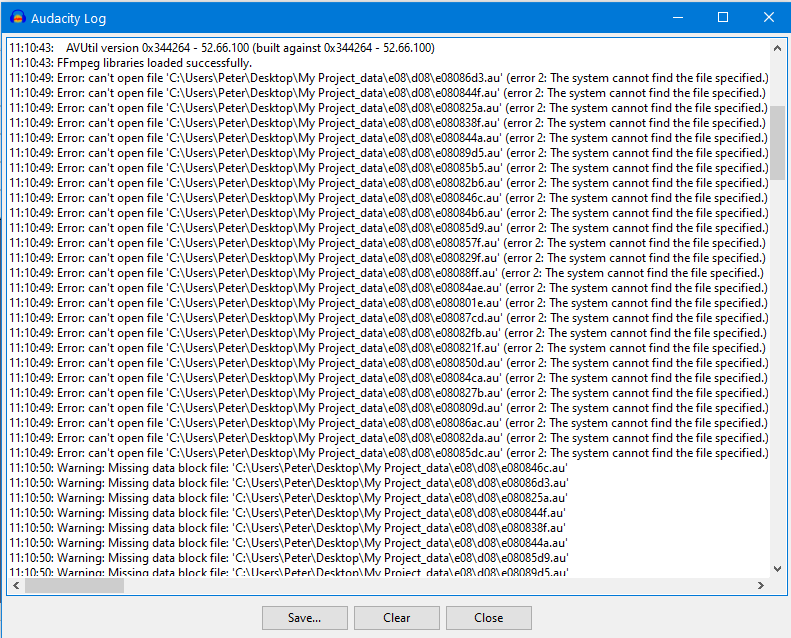 Audacity Log
11:10:43:    AVUtil version 0x344264 - 52.66.100 (built against 0x344264 - 52.66.100)
11:10:43: FFmpeg libraries loaded successfully.
11:10:49: Error: can't open file 'C:\Users\Peter\Desktop\My Project_data\e08\d08\e08086d3.au' (error 2: The system cannot find the file specified.)
11:10:49: Error: can't open file 'C:\Users\Peter\Desktop\My Project_data\e08\d08\e080844f.au' (error 2: The system cannot find the file specified.)
11:10:49: Error: can't open file 'C:\Users\Peter\Desktop\My Project_data\e08\d08\e080825a.au' (error 2: The system cannot find the file specified.)
11:10:49: Error: can't open file 'C:\Users\Peter\Desktop\My Project_data\e08\d08\e080838f.au' (error 2: The system cannot find the file specified.)
11:10:49: Error: can't open file 'C:\Users\Peter\Desktop\My Project_data\e08\d08\e080844a.au' (error 2: The system cannot find the file specified.)
11:10:49: Error: can't open file 'C:\Users\Peter\Desktop\My Project_data\e08\d08\e08089d5.au' (error 2: The system cannot find the file specified.)
11:10:49: Error: can't open file 'C:\Users\Peter\Desktop\My Project_data\e08\d08\e08085b5.au' (error 2: The system cannot find the file specified.)
11:10:49: Error: can't open file 'C:\Users\Peter\Desktop\My Project_data\e08\d08\e08082b6.au' (error 2: The system cannot find the file specified.)
11:10:49: Error: can't open file 'C:\Users\Peter\Desktop\My Project_data\e08\d08\e080846c.au' (error 2: The system cannot find the file specified.)
11:10:49: Error: can't open file 'C:\Users\Peter\Desktop\My Project_data\e08\d08\e08084b6.au' (error 2: The system cannot find the file specified.)
11:10:49: Error: can't open file 'C:\Users\Peter\Desktop\My Project_data\e08\d08\e08085d9.au' (error 2: The system cannot find the file specified.)
11:10:49: Error: can't open file 'C:\Users\Peter\Desktop\My Project_data\e08\d08\e080857f.au' (error 2: The system cannot find the file specified.)
11:10:49: Error: can't open file 'C:\Users\Peter\Desktop\My Project_data\e08\d08\e080829f.au' (error 2: The system cannot find the file specified.)
11:10:49: Error: can't open file 'C:\Users\Peter\Desktop\My Project_data\e08\d08\e08088ff.au' (error 2: The system cannot find the file specified.)
11:10:49: Error: can't open file 'C:\Users\Peter\Desktop\My Project_data\e08\d08\e08084ae.au' (error 2: The system cannot find the file specified.)
11:10:49: Error: can't open file 'C:\Users\Peter\Desktop\My Project_data\e08\d08\e080801e.au' (error 2: The system cannot find the file specified.)
11:10:49: Error: can't open file 'C:\Users\Peter\Desktop\My Project_data\e08\d08\e08087cd.au' (error 2: The system cannot find the file specified.)
11:10:49: Error: can't open file 'C:\Users\Peter\Desktop\My Project_data\e08\d08\e08082fb.au' (error 2: The system cannot find the file specified.)
11:10:49: Error: can't open file 'C:\Users\Peter\Desktop\My Project_data\e08\d08\e080821f.au' (error 2: The system cannot find the file specified.)
11:10:49: Error: can't open file 'C:\Users\Peter\Desktop\My Project_data\e08\d08\e080850d.au' (error 2: The system cannot find the file specified.)
11:10:49: Error: can't open file 'C:\Users\Peter\Desktop\My Project_data\e08\d08\e08084ca.au' (error 2: The system cannot find the file specified.)
11:10:49: Error: can't open file 'C:\Users\Peter\Desktop\My Project_data\e08\d08\e080827b.au' (error 2: The system cannot find the file specified.)
11:10:49: Error: can't open file 'C:\Users\Peter\Desktop\My Project_data\e08\d08\e080809d.au' (error 2: The system cannot find the file specified.)
11:10:49: Error: can't open file 'C:\Users\Peter\Desktop\My Project_data\e08\d08\e08086ac.au' (error 2: The system cannot find the file specified.)
11:10:49: Error: can't open file 'C:\Users\Peter\Desktop\My Project_data\e08\d08\e08082da.au' (error 2: The system cannot find the file specified.)
11:10:49: Error: can't open file 'C:\Users\Peter\Desktop\My Project_data\e08\d08\e08085dc.au' (error 2: The system cannot find the file specified.)
11:10:50: Warning: Missing data block file: 'C:\Users\Peter\Desktop\My Project_data\e08\d08\e080846c.au'
11:10:50: Warning: Missing data block file: 'C:\Users\Peter\Desktop\My Project_data\e08\d08\e08086d3.au'
11:10:50: Warning: Missing data block file: 'C:\Users\Peter\Desktop\My Project_data\e08\d08\e080825a.au'
11:10:50: Warning: Missing data block file: 'C:\Users\Peter\Desktop\My Project_data\e08\d08\e080844f.au'
11:10:50: Warning: Missing data block file: 'C:\Users\Peter\Desktop\My Project_data\e08\d08\e080838f.au'
11:10:50: Warning: Missing data block file: 'C:\Users\Peter\Desktop\My Project_data\e08\d08\e080844a.au'
11:10:50: Warning: Missing data block file: 'C:\Users\Peter\Desktop\My Project_data\e08\d08\e08085d9.au'
11:10:50: Warning: Missing data block file: 'C:\Users\Peter\Desktop\My Project_data\e08\d08\e08089d5.au'
Save...
Clear
Close